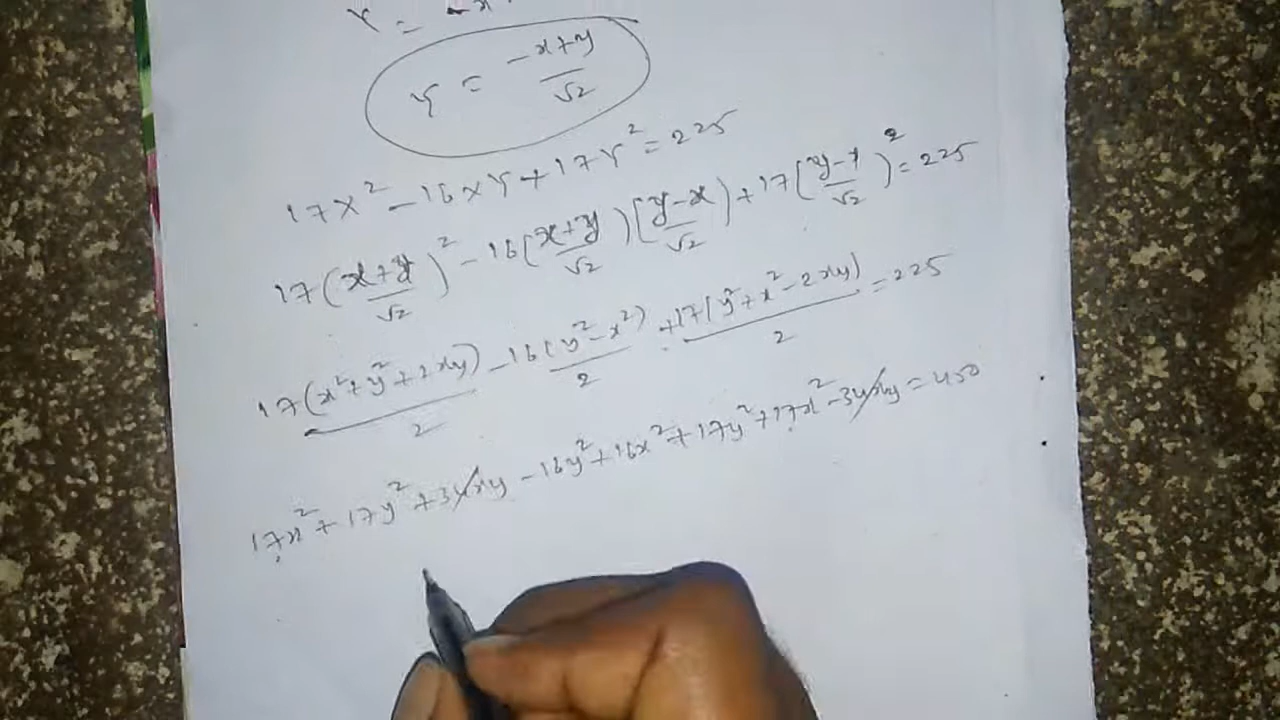 Y = -x
Y = -x+y/√2
17X² - 16XY + 17Y² = 225
17(x+y/√2)² - 16(x+y/√2)(y-x/√2) + 17(y-x/√2)² = 225
17(x²+y²+2xy)/2 - 16(y²-x²)/2 + 17(y²+x²-2xy)/2 = 225
17x² + 17y² + 34xy - 16y² + 16x² + 17y² + 17x² - 34xy = 450